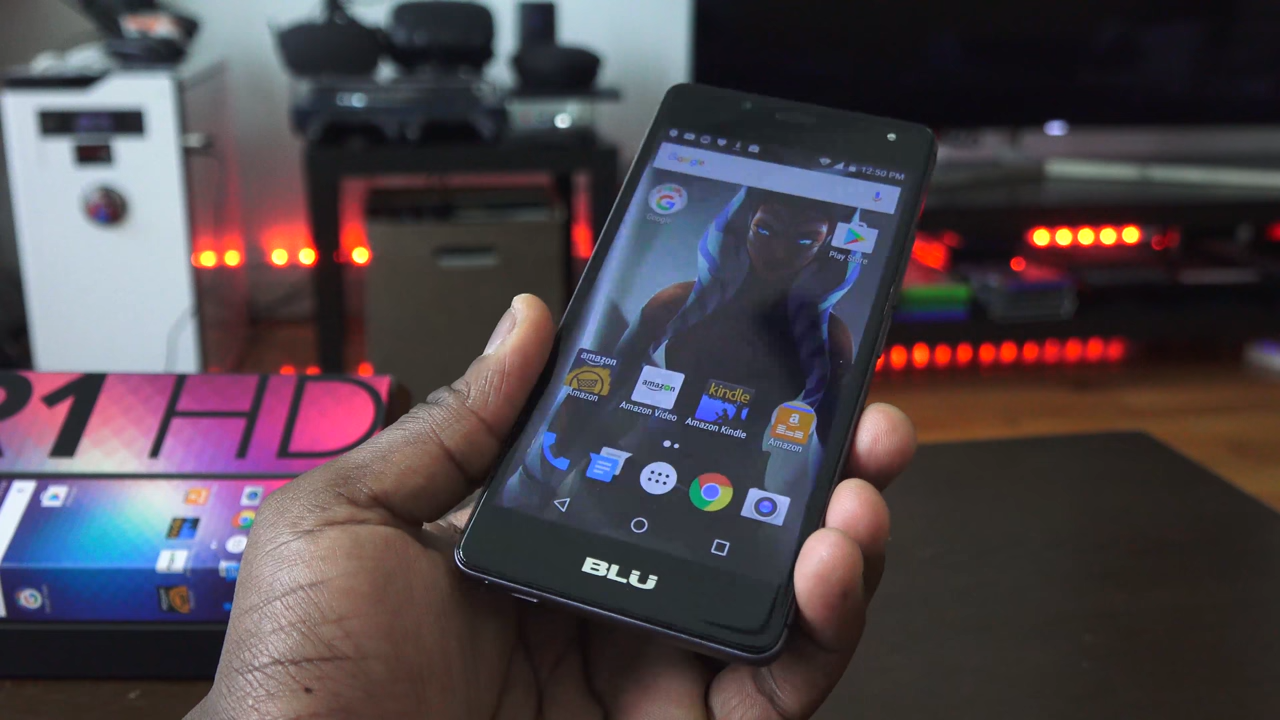 12:50 PM
Google
Google
Play Store
amazon
Amazon
amazon
Amazon Video
kindle
Amazon Kindle
a
Amazon
BLU
R1 HD